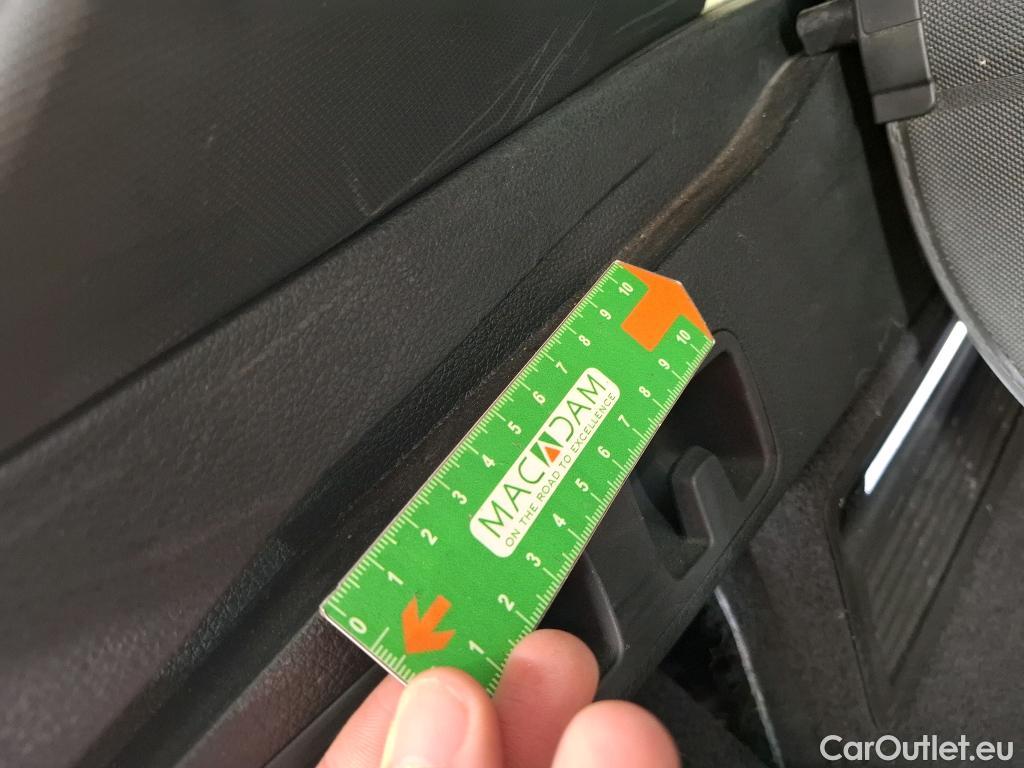 0 1 2 3 4 5 6 7 8 9 10
MACADAM
ON THE ROAD TO EXCELLENCE
1 2 3 4 5 6 7 8 9 10
CarOutlet.eu